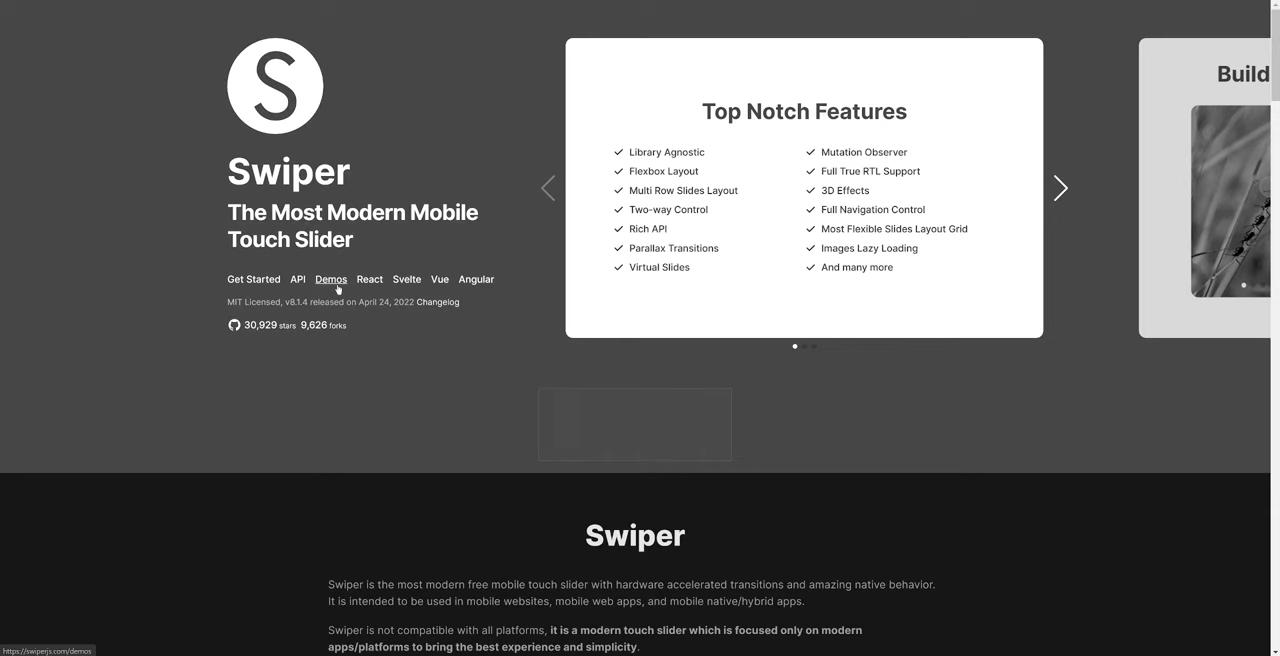 S
Swiper
The Most Modern Mobile
Touch Slider
Get Started API Demos React Svelte Vue Angular
MIT Licensed, v8.1.4 released on April 24, 2022 Changelog
30,929 stars 9,626 forks
Top Notch Features
Library Agnostic
Flexbox Layout
Multi Row Slides Layout
Two-way Control
Rich API
Parallax Transitions
Virtual Slides
Mutation Observer
Full True RTL Support
3D Effects
Full Navigation Control
Most Flexible Slides Layout Grid
Images Lazy Loading
And many more
Build
Swiper
Swiper is the most modern free mobile touch slider with hardware accelerated transitions and amazing native behavior.
It is intended to be used in mobile websites, mobile web apps, and mobile native/hybrid apps.
Swiper is not compatible with all platforms, it is a modern touch slider which is focused only on modern
apps/platforms to bring the best experience and simplicity.
https://swiperjs.com/demos